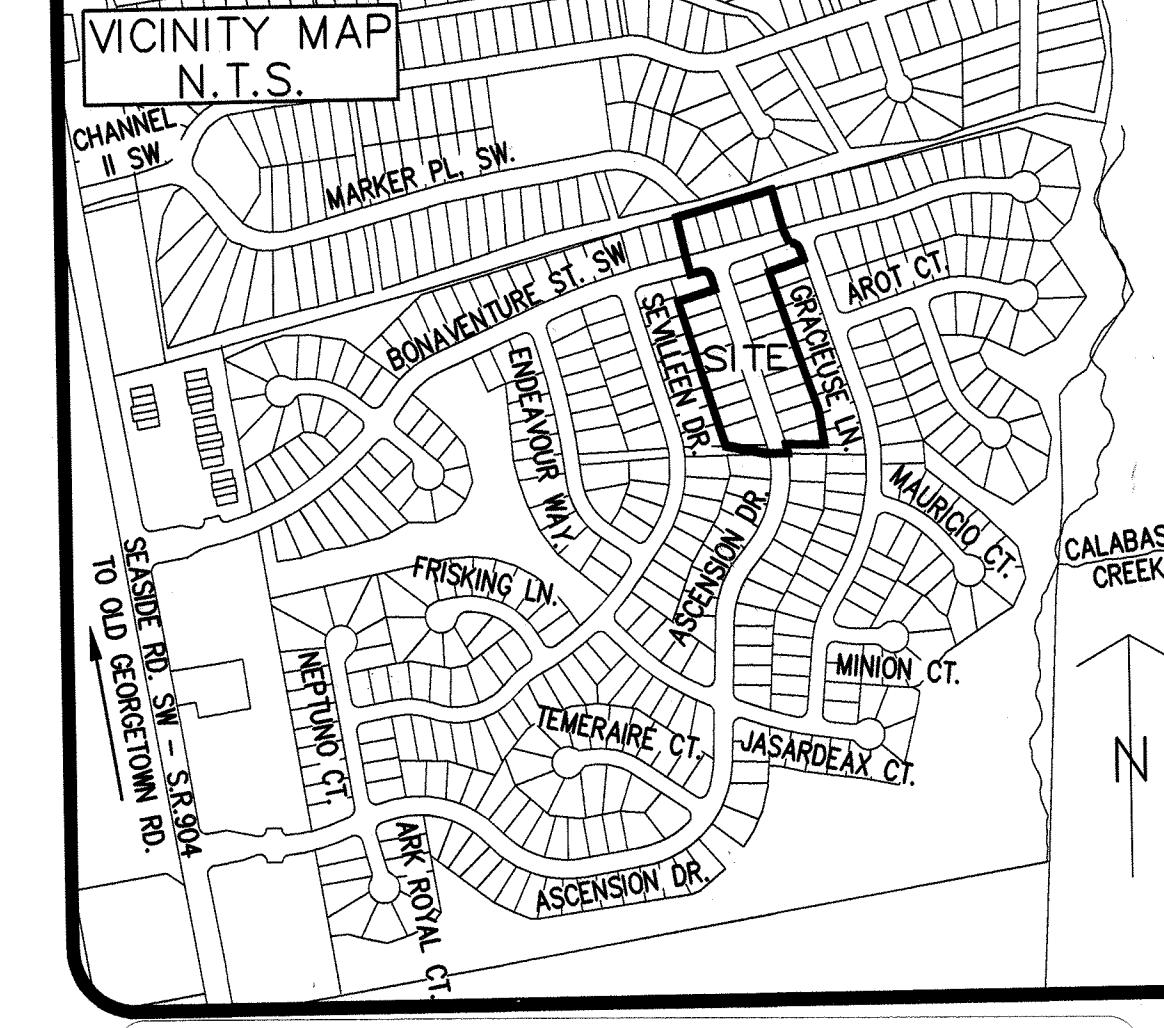 VICINITY MAP
N.T.S.
CHANNEL
II SW
MARKER PL. SW.
BONAVENTURE ST. SW
AROT CT.
SEVILLEEN DR.
GRACIEUSE LN.
SITE
ENDEAVOUR WAY.
MAURICIO CT.
ASCENSION DR.
CALABAS
CREEK
SEASIDE RD. SW - S.R.904
TO OLD GEORGETOWN RD.
FRISKING LN.
MINION CT.
NEPTUNO CT.
TEMERAIRE CT.
JASARDEAX CT.
N
ARK ROYAL CT.
ASCENSION DR.